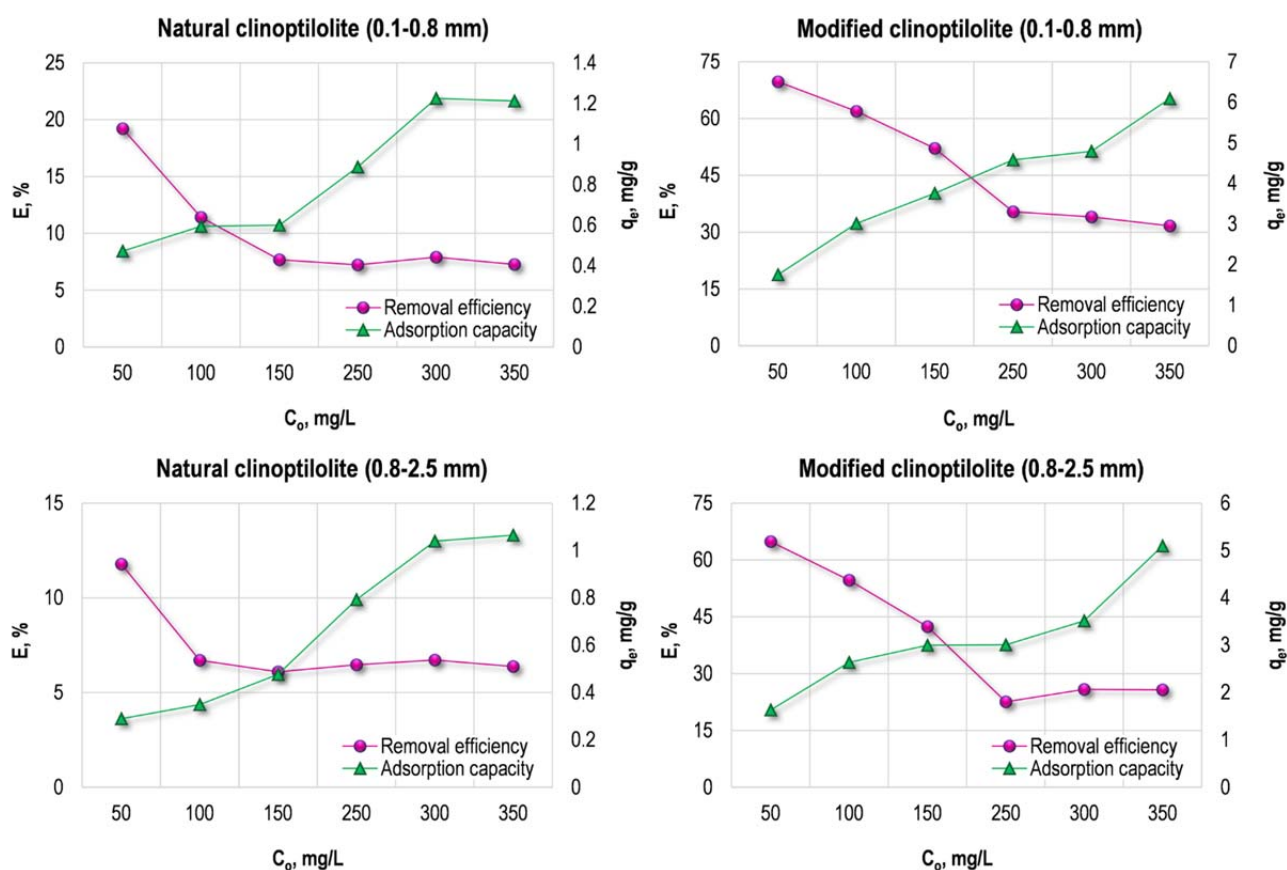 Natural clinoptilolite (0.1-0.8 mm)
25
20
15
10
5
0
E, %
1.4
1.2
1
0.8
0.6
0.4
0.2
0
qe, mg/g
Removal efficiency
Adsorption capacity
50 100 150 250 300 350
Co, mg/L
Modified clinoptilolite (0.1-0.8 mm)
75
60
45
30
15
0
E, %
7
6
5
4
3
2
1
0
qe, mg/g
Removal efficiency
Adsorption capacity
50 100 150 250 300 350
Co, mg/L
Natural clinoptilolite (0.8-2.5 mm)
15
10
5
0
E, %
1.2
1
0.8
0.6
0.4
0.2
0
qe, mg/g
Removal efficiency
Adsorption capacity
50 100 150 250 300 350
Co, mg/L
Modified clinoptilolite (0.8-2.5 mm)
75
60
45
30
15
0
E, %
6
5
4
3
2
1
0
qe, mg/g
Removal efficiency
Adsorption capacity
50 100 150 250 300 350
Co, mg/L